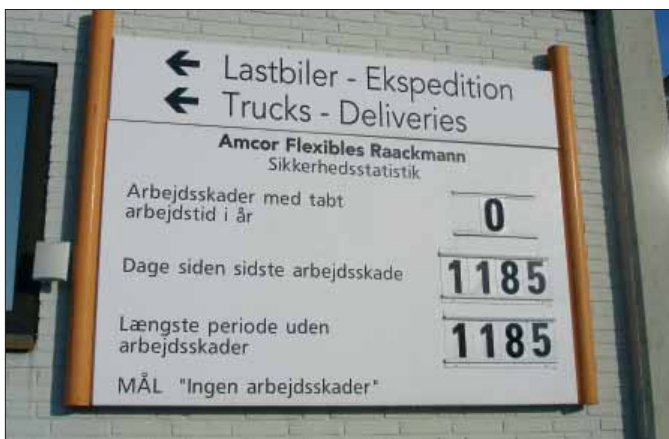 ← Lastbiler - Ekspedition
← Trucks - Deliveries
Amcor Flexibles Raackmann
Sikkerhedsstatistik
Arbejdsskader med tabt
arbejdstid i år
0
Dage siden sidste arbejdsskade
1185
Længste periode uden
arbejdsskader
1185
MÅL "Ingen arbejdsskader"